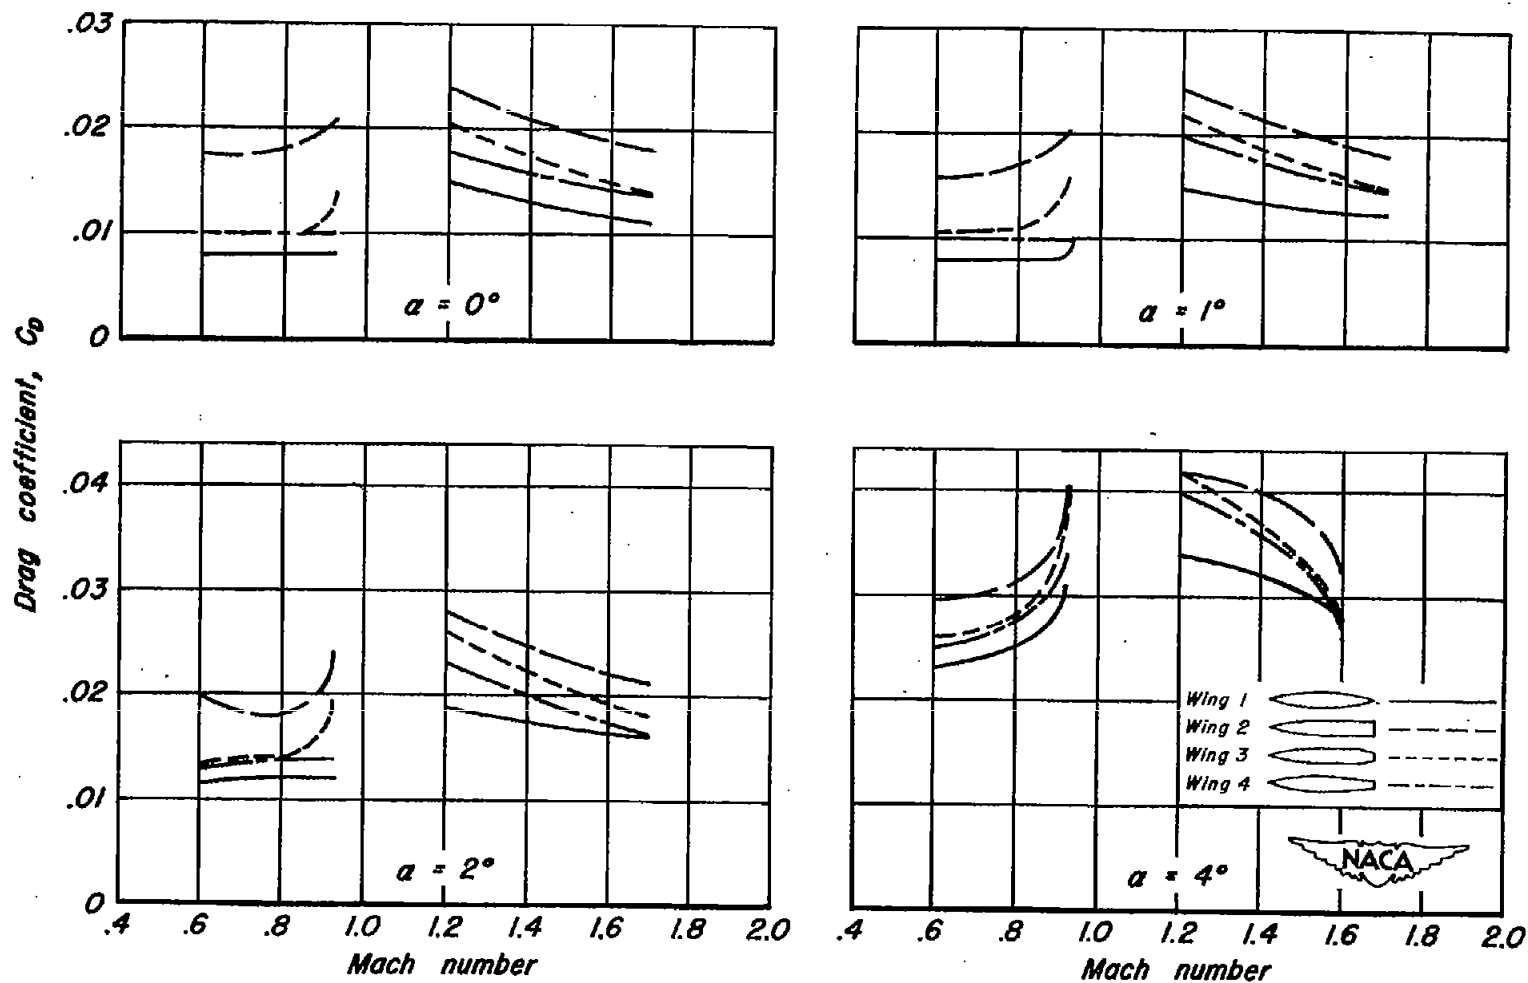 .03
.02
.01
0
α = 0°
α = 1°
Drag coefficient, C_D
.04
.03
.02
.01
0
α = 2°
α = 4°
Wing 1
Wing 2
Wing 3
Wing 4
NACA
.4 .6 .8 1.0 1.2 1.4 1.6 1.8 2.0
.4 .6 .8 1.0 1.2 1.4 1.6 1.8 2.0
Mach number
Mach number